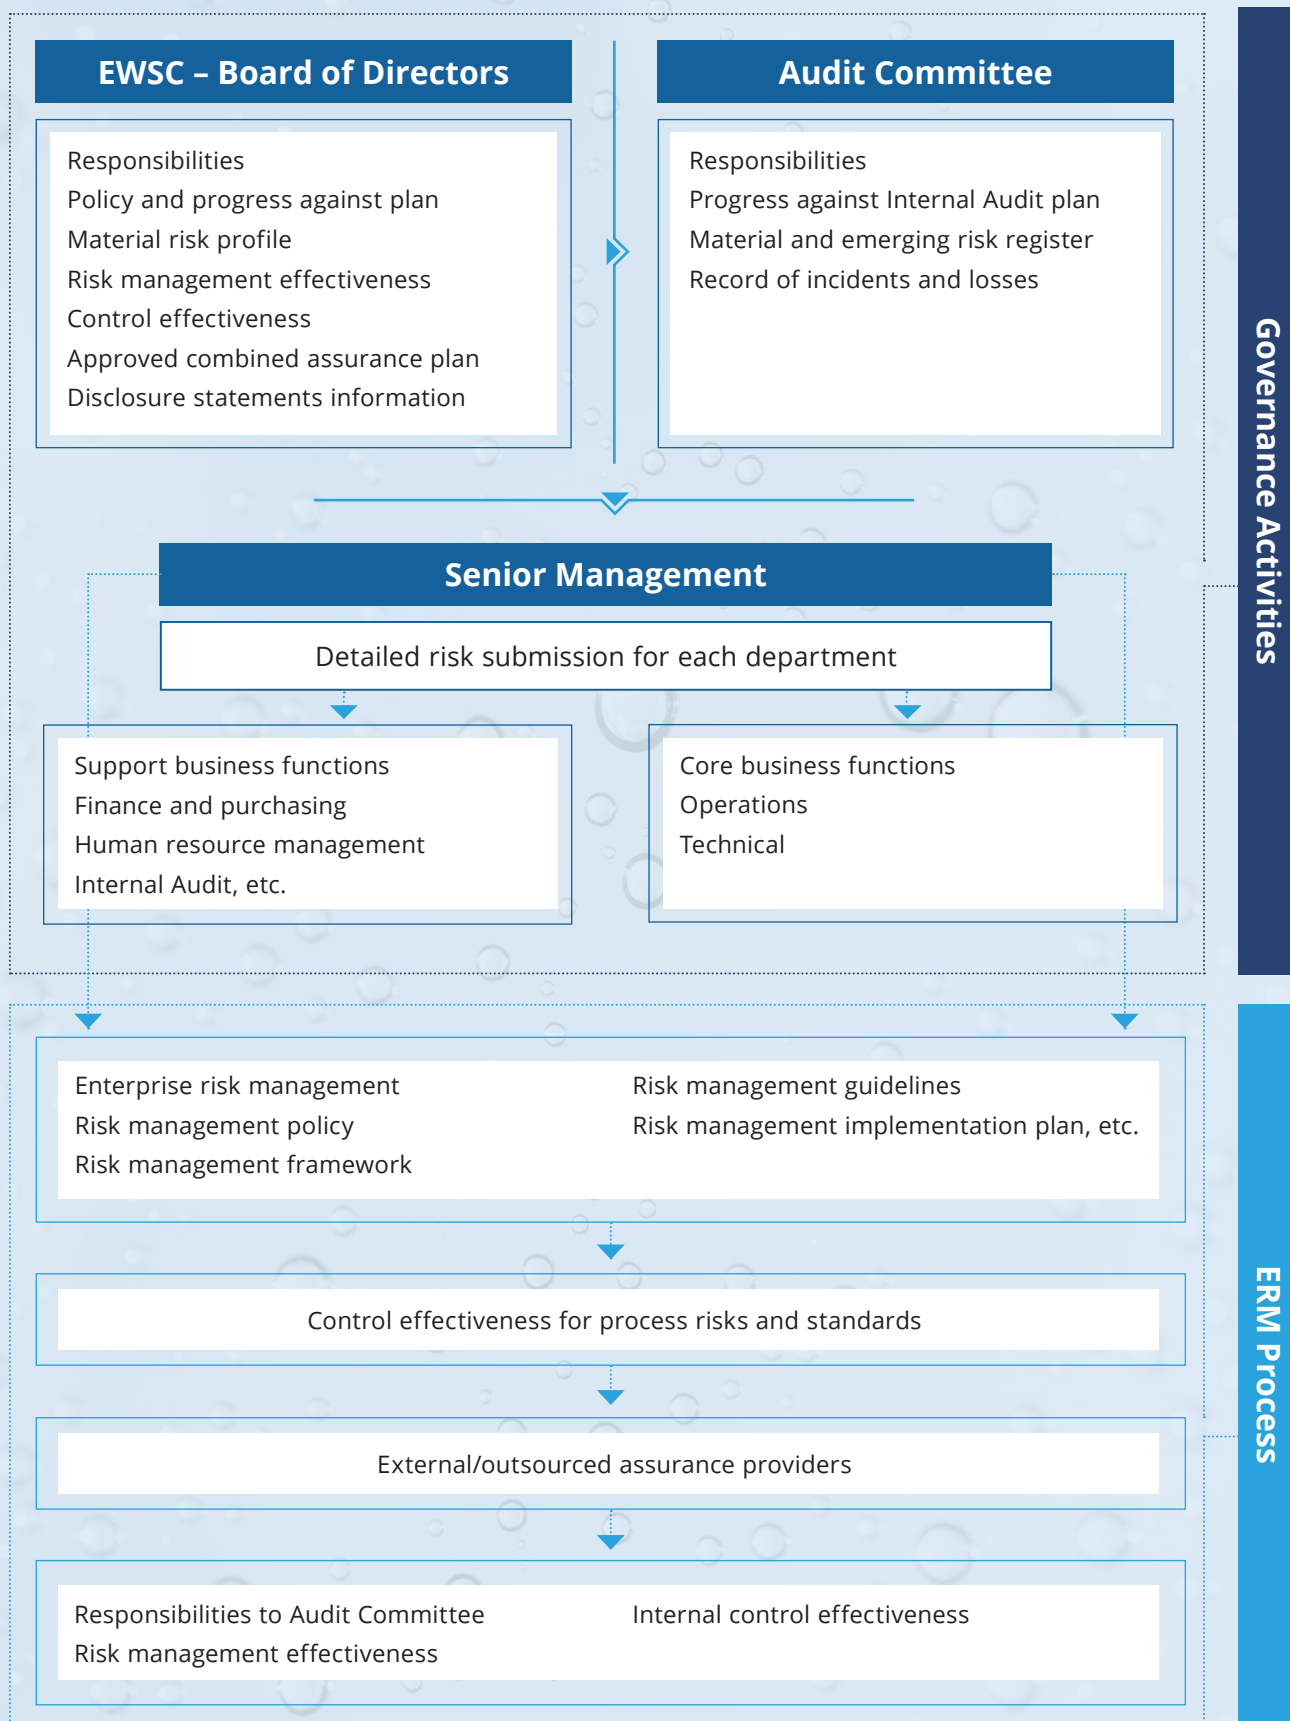 EWSC – Board of Directors
Responsibilities
Policy and progress against plan
Material risk profile
Risk management effectiveness
Control effectiveness
Approved combined assurance plan
Disclosure statements information
Audit Committee
Responsibilities
Progress against Internal Audit plan
Material and emerging risk register
Record of incidents and losses
Senior Management
Detailed risk submission for each department
Support business functions
Finance and purchasing
Human resource management
Internal Audit, etc.
Core business functions
Operations
Technical
Governance Activities
Enterprise risk management
Risk management policy
Risk management framework
Risk management guidelines
Risk management implementation plan, etc.
Control effectiveness for process risks and standards
External/outsourced assurance providers
Responsibilities to Audit Committee
Risk management effectiveness
Internal control effectiveness
ERM Process